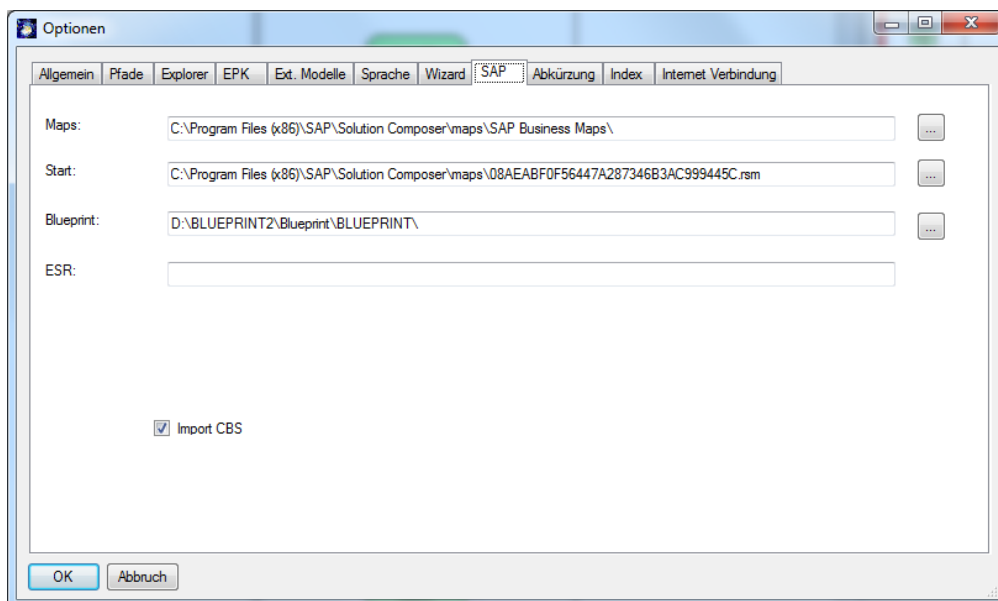 Optionen
Allgemein Pfade Explorer EPK Ext. Modelle Sprache Wizard SAP Abkürzung Index Internet Verbindung
Maps: C:\Program Files (x86)\SAP\Solution Composer\maps\SAP Business Maps\ ...
Start: C:\Program Files (x86)\SAP\Solution Composer\maps\08AEABF0F56447A287346B3AC999445C.rsm ...
Blueprint: D:\BLUEPRINT2\Blueprint\BLUEPRINT\ ...
ESR:
Import CBS
OK Abbruch